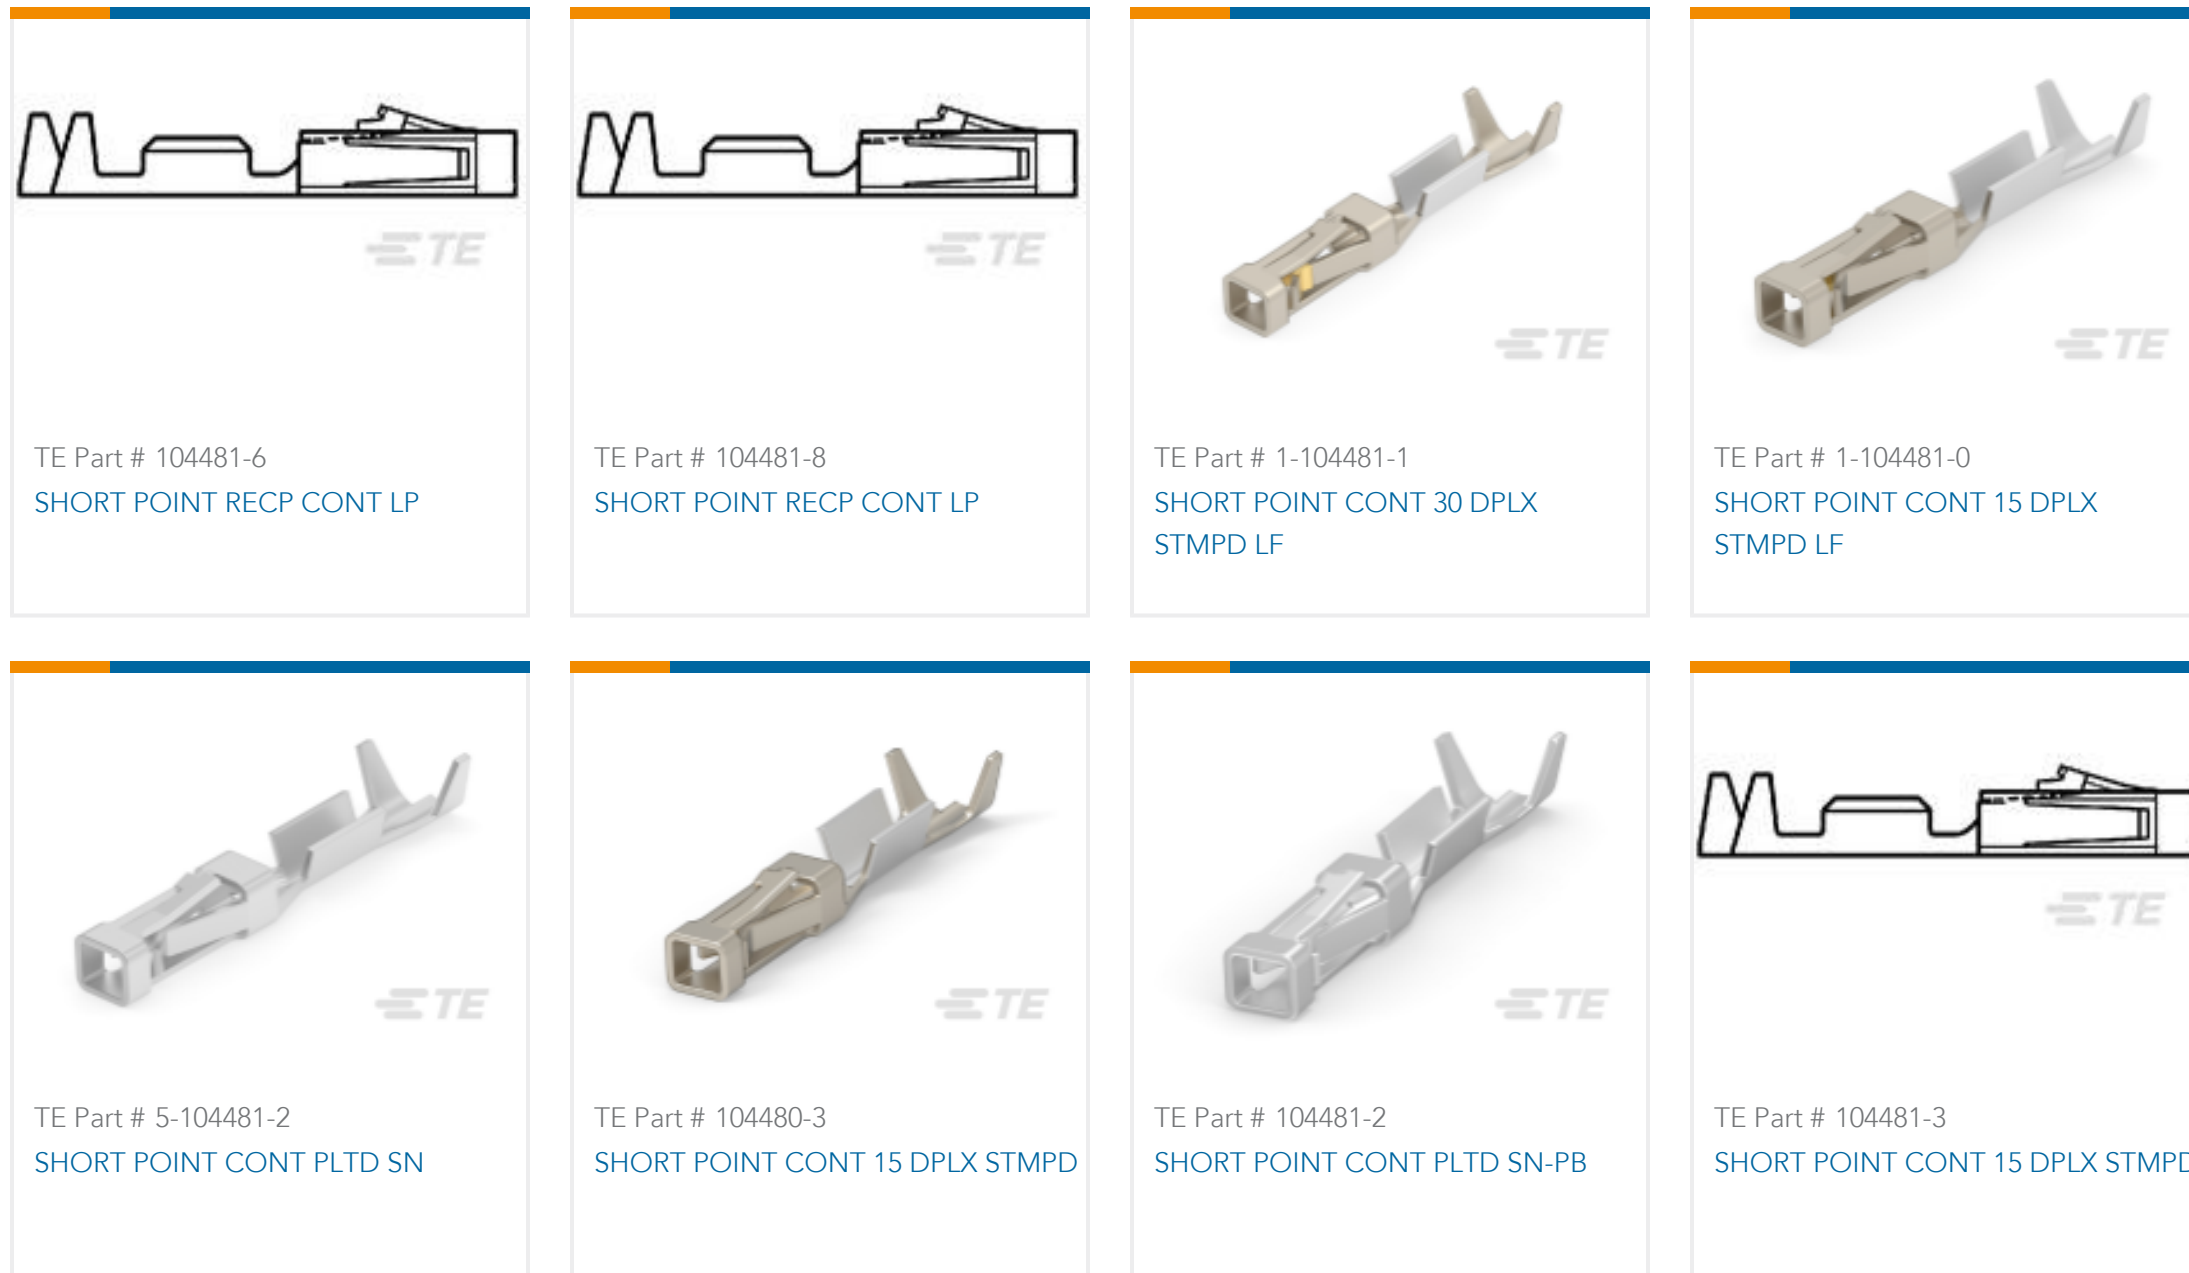 TE
TE
TE
TE
TE Part # 104481-6
SHORT POINT RECP CONT LP
TE Part # 104481-8
SHORT POINT RECP CONT LP
TE Part # 1-104481-1
SHORT POINT CONT 30 DPLX
STMPD LF
TE Part # 1-104481-0
SHORT POINT CONT 15 DPLX
STMPD LF
TE
TE
TE
TE
TE Part # 5-104481-2
SHORT POINT CONT PLTD SN
TE Part # 104480-3
SHORT POINT CONT 15 DPLX STMPD
TE Part # 104481-2
SHORT POINT CONT PLTD SN-PB
TE Part # 104481-3
SHORT POINT CONT 15 DPLX STMPD